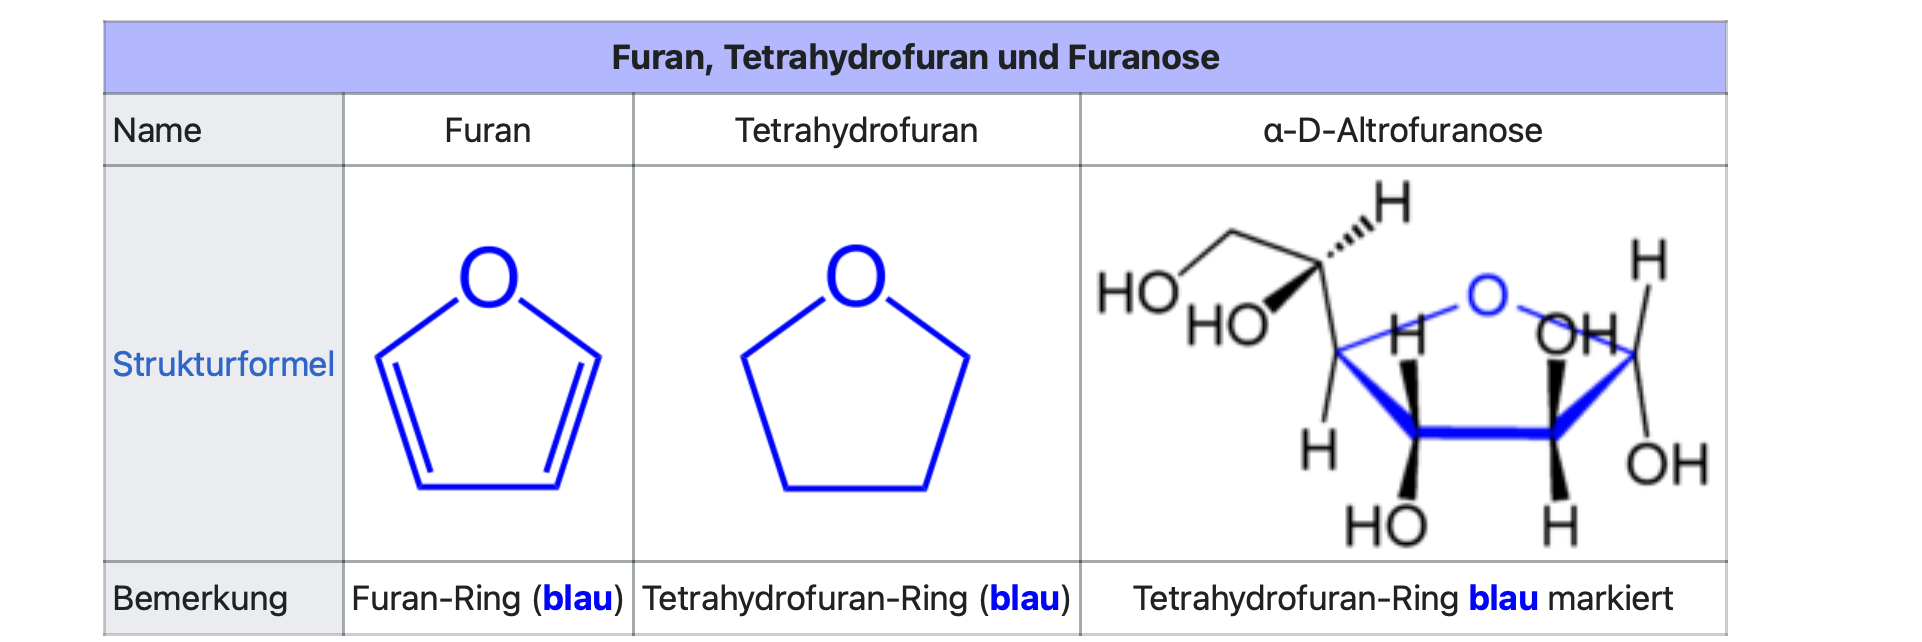 Furan, Tetrahydrofuran und Furanose
Name
Furan
Tetrahydrofuran
α-D-Altrofuranose
Strukturformel
O
O
H
HO
HO
H
O
OH
H
H
HO
H
OH
Bemerkung
Furan-Ring (blau)
Tetrahydrofuran-Ring (blau)
Tetrahydrofuran-Ring blau markiert